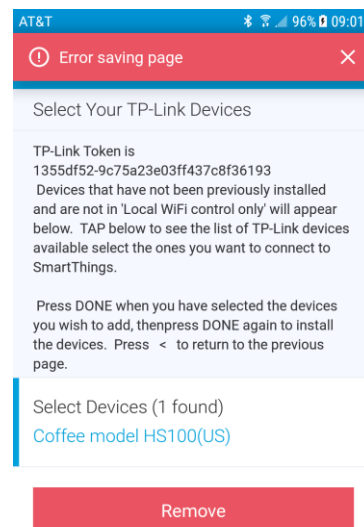 AT&T 96% 09:01
Error saving page
Select Your TP-Link Devices
TP-Link Token is
1355df52-9c75a23e03ff437c8f36193
Devices that have not been previously installed
and are not in 'Local WiFi control only' will appear
below. TAP below to see the list of TP-Link devices
available select the ones you want to connect to
SmartThings.
Press DONE when you have selected the devices
you wish to add, thenpress DONE again to install
the devices. Press < to return to the previous
page.
Select Devices (1 found)
Coffee model HS100(US)
Remove